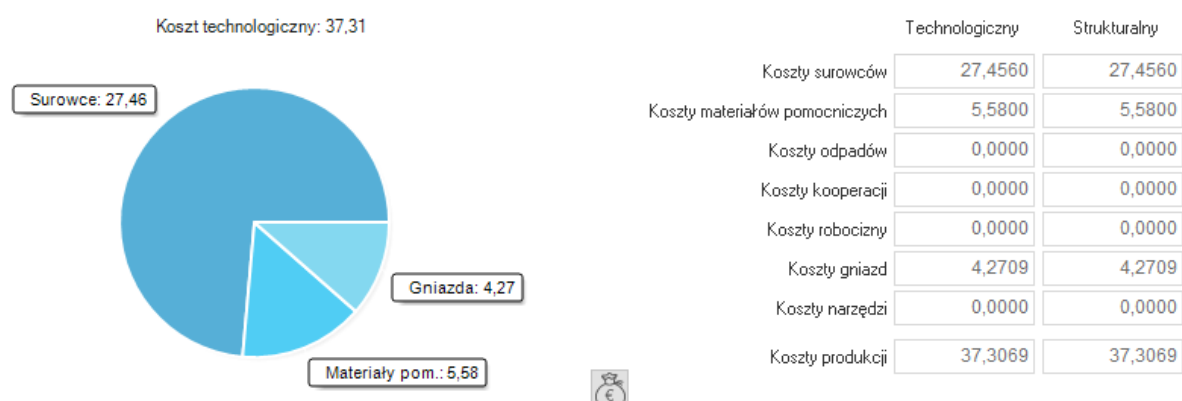 Koszt technologiczny: 37,31
Surowce: 27,46
Gniazda: 4,27
Materiały pom.: 5,58
Technologiczny Strukturalny
Koszty surowców 27,4560 27,4560
Koszty materiałów pomocniczych 5,5800 5,5800
Koszty odpadów 0,0000 0,0000
Koszty kooperacji 0,0000 0,0000
Koszty robocizny 0,0000 0,0000
Koszty gniazd 4,2709 4,2709
Koszty narzędzi 0,0000 0,0000
Koszty produkcji 37,3069 37,3069
€